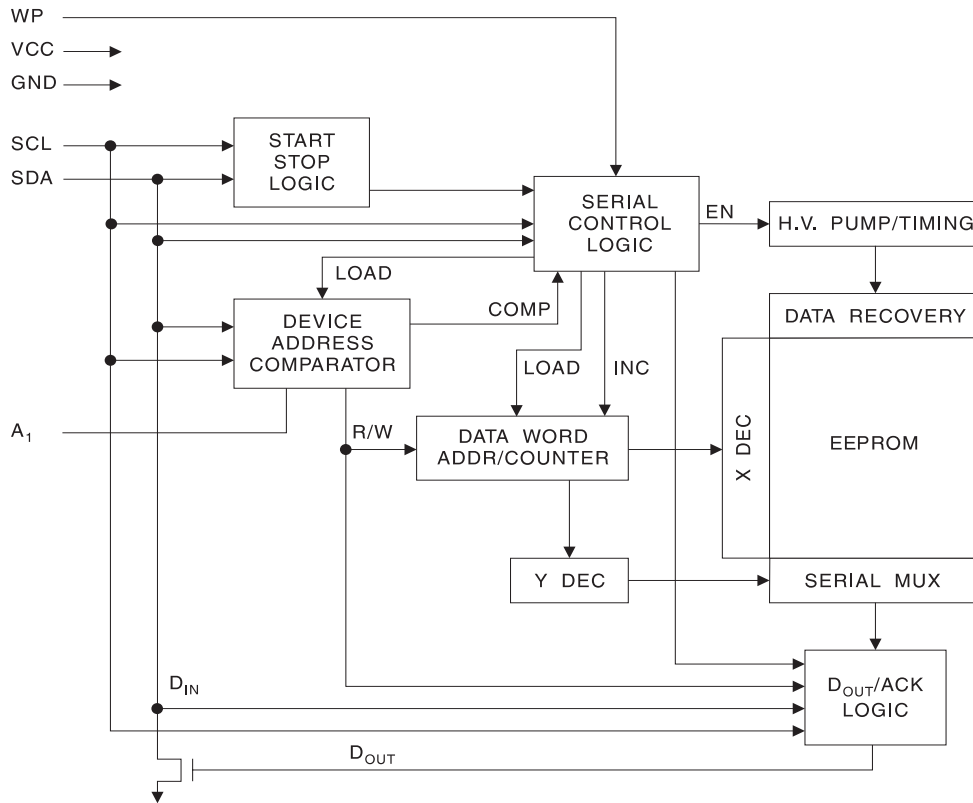 WP
VCC
GND
SCL
SDA
START
STOP
LOGIC
SERIAL
CONTROL
LOGIC
EN
H.V. PUMP/TIMING
LOAD
COMP
DEVICE
ADDRESS
COMPARATOR
DATA RECOVERY
LOAD
INC
A1
R/W
DATA WORD
ADDR/COUNTER
X DEC
EEPROM
Y DEC
SERIAL MUX
DIN
DOUT/ACK
LOGIC
DOUT